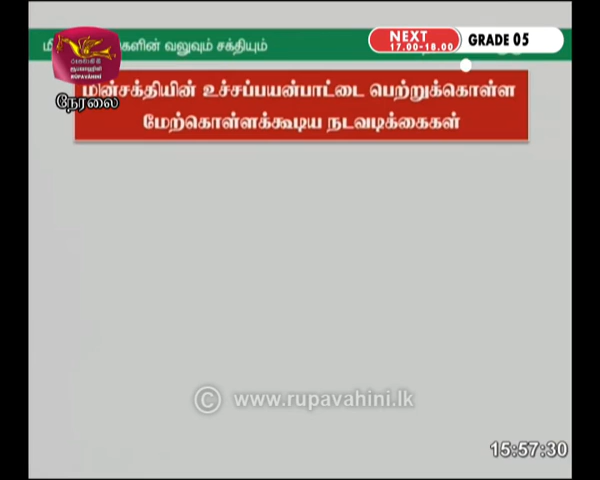 களின் வலுவும் சக்தியும்
NEXT
17.00-18.00
GRADE 05
RUPAVAHINI
நேரலை
மின்சக்தியின் உச்சப்பயன்பாட்டை பெற்றுக்கொள்ள
மேற்கொள்ளக்கூடிய நடவடிக்கைகள்
© www.rupavahini.lk
15:57:30